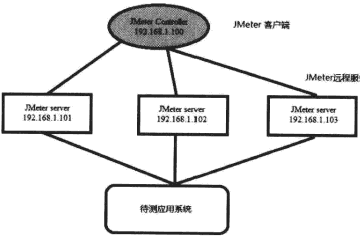 JMeter Controller
192.168.1.100
JMeter 客户端
JMeter远程服
JMeter server
192.168.1.101
JMeter server
192.168.1.102
JMeter server
192.168.1.103
待测应用系统